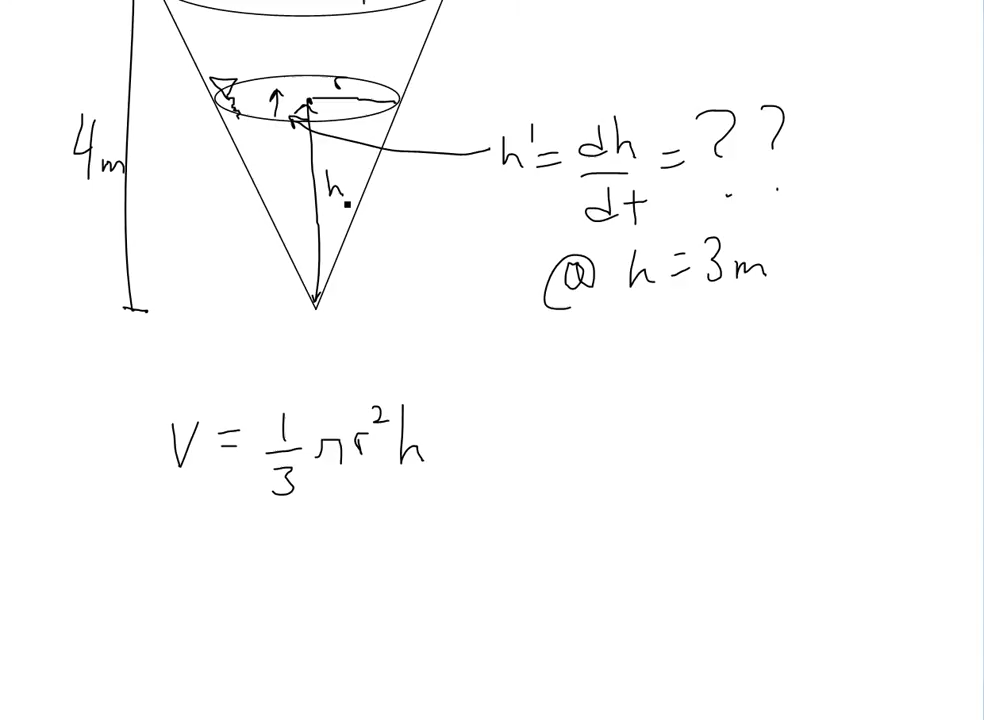 r
4m
h
h' = dh/dt = ? ?
@ h = 3m
V = 1/3 πr²h